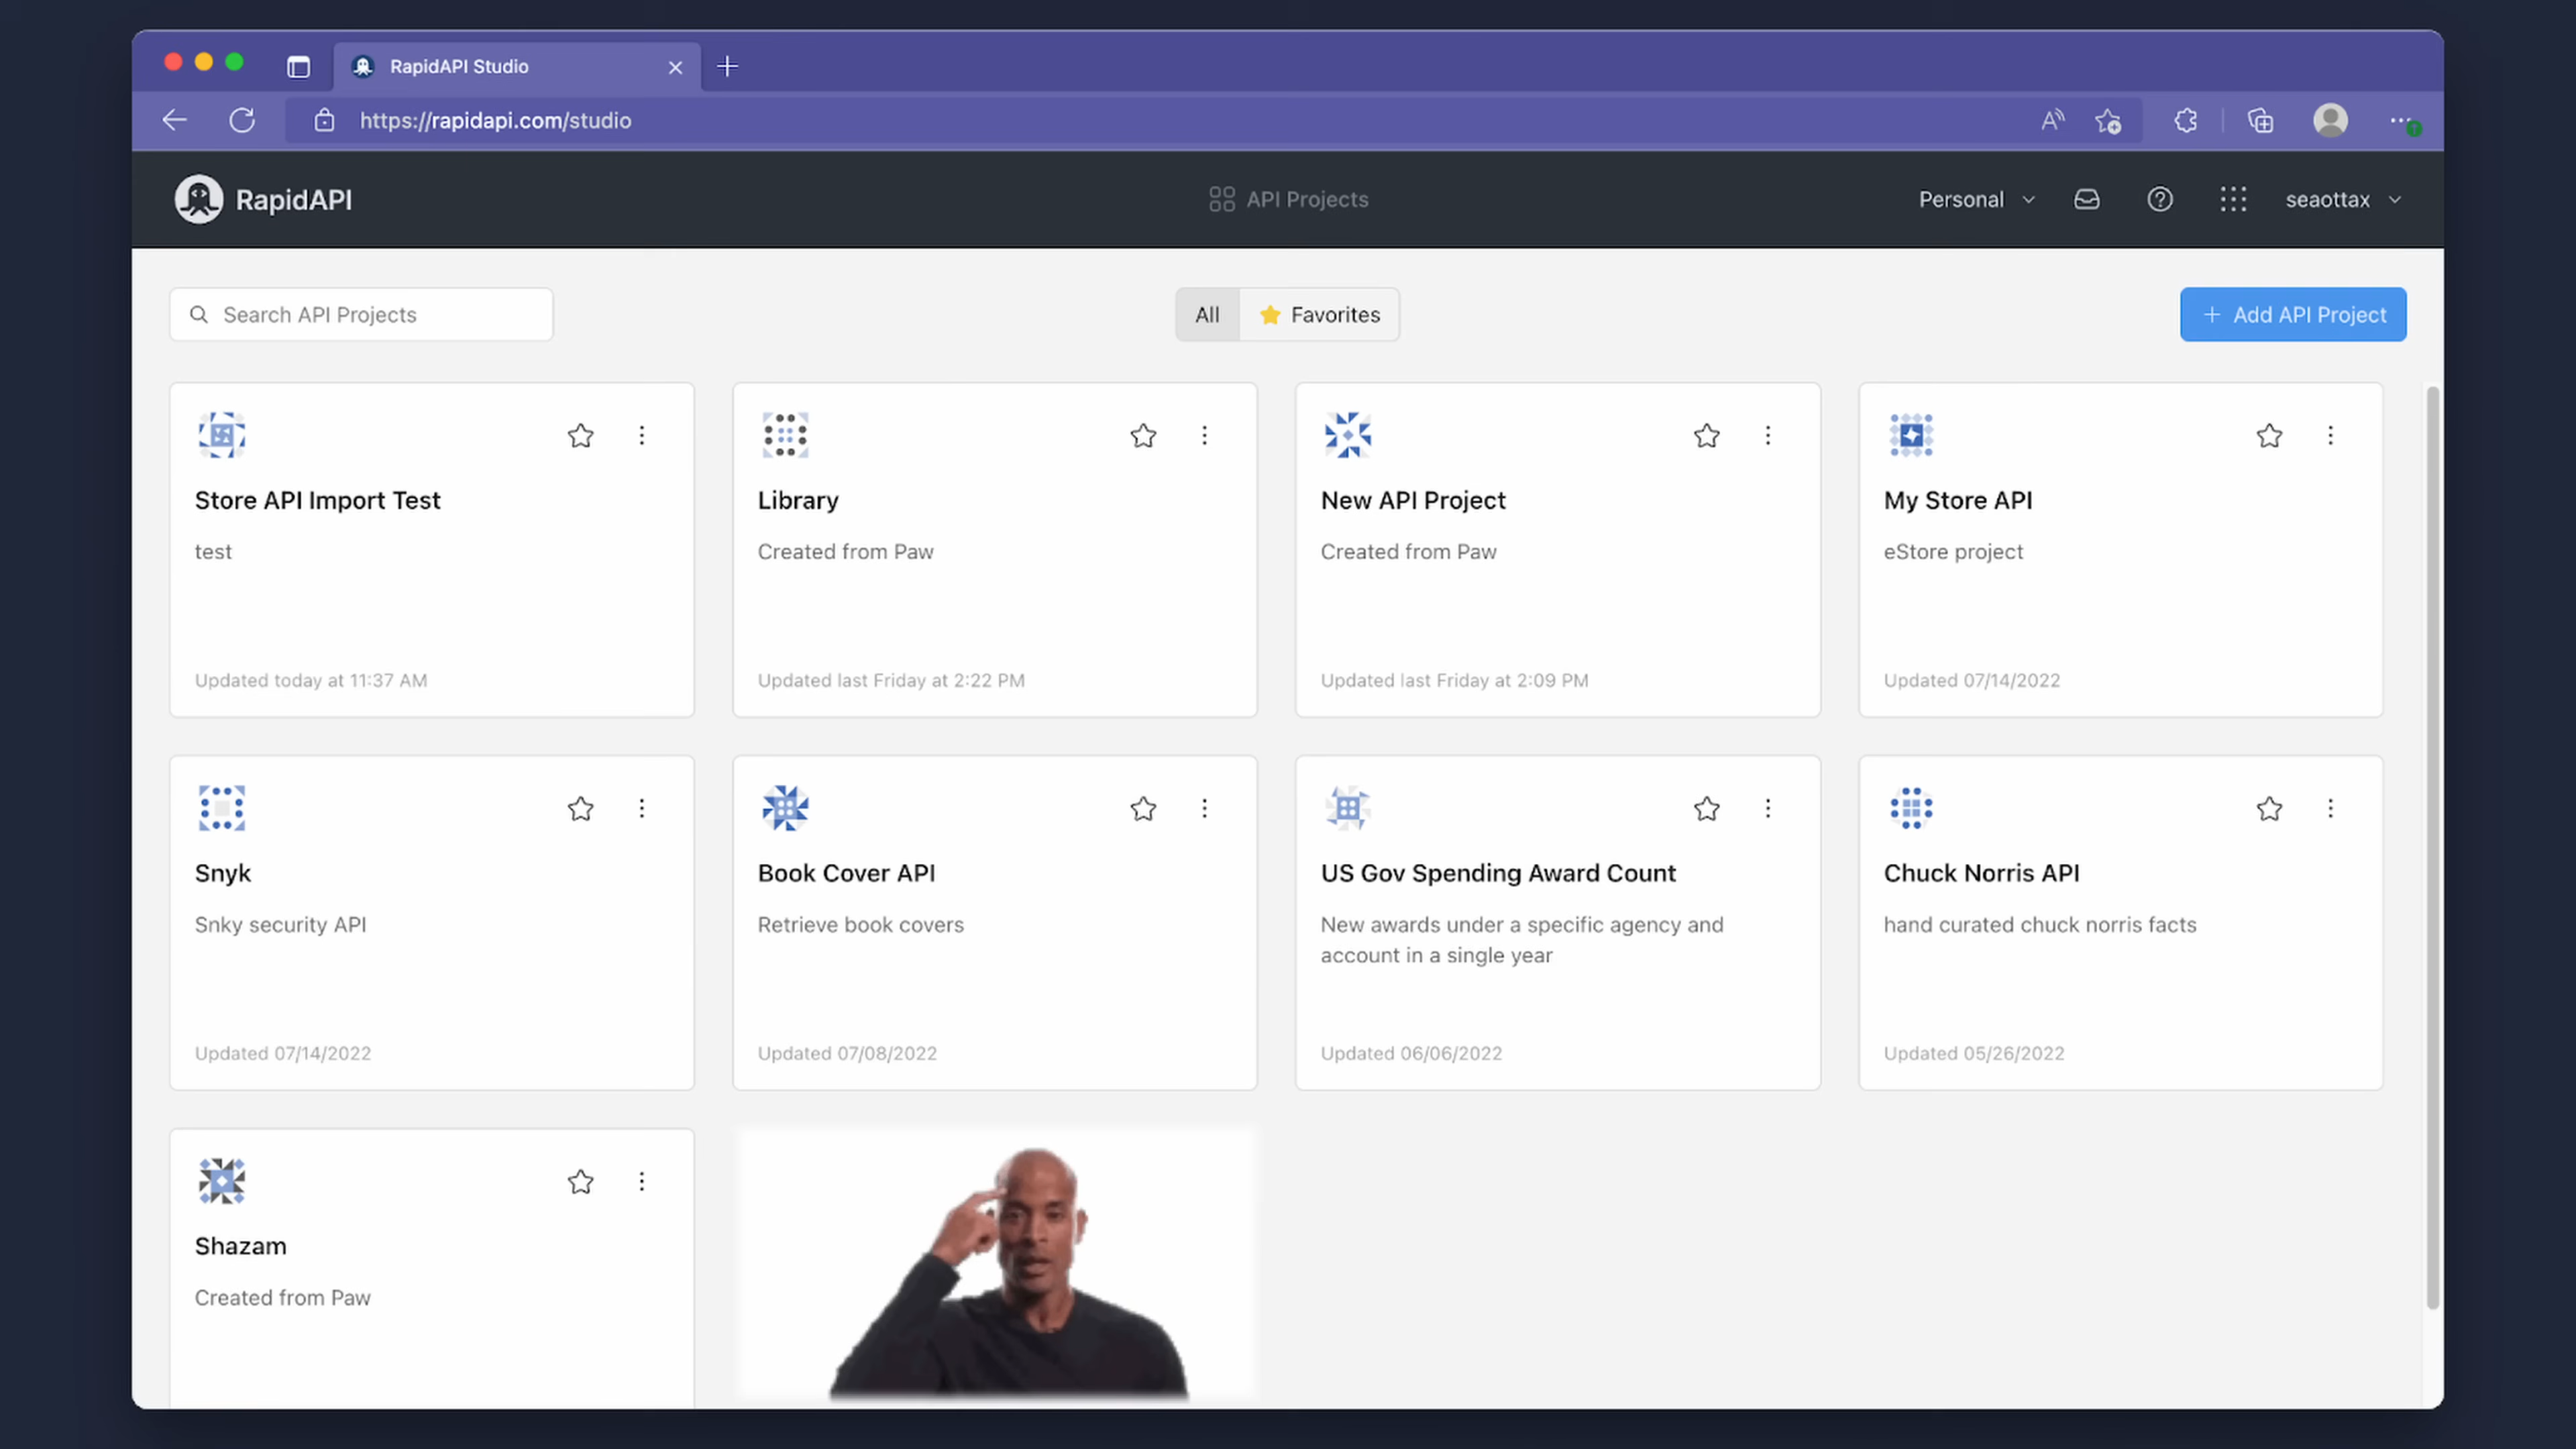 RapidAPI Studio
https://rapidapi.com/studio
RapidAPI
API Projects
Personal
seaottax
Search API Projects
All
Favorites
+ Add API Project
Store API Import Test
test
Updated today at 11:37 AM
Library
Created from Paw
Updated last Friday at 2:22 PM
New API Project
Created from Paw
Updated last Friday at 2:09 PM
My Store API
eStore project
Updated 07/14/2022
Snyk
Snky security API
Updated 07/14/2022
Book Cover API
Retrieve book covers
Updated 07/08/2022
US Gov Spending Award Count
New awards under a specific agency and
account in a single year
Updated 06/06/2022
Chuck Norris API
hand curated chuck norris facts
Updated 05/26/2022
Shazam
Created from Paw